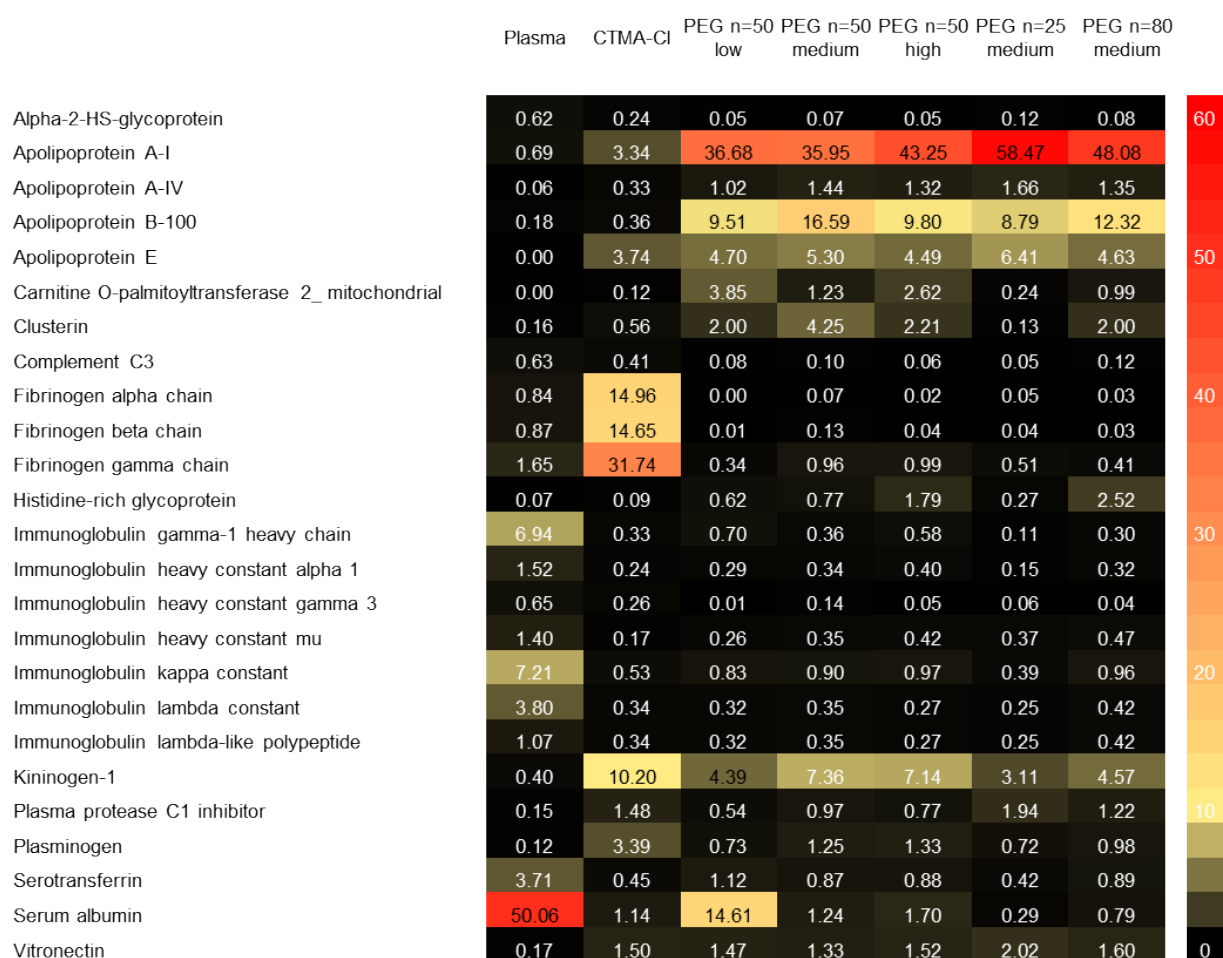 Plasma CTMA-Cl PEG n=50 low PEG n=50 medium PEG n=50 high PEG n=25 medium PEG n=80 medium
Alpha-2-HS-glycoprotein 0.62 0.24 0.05 0.07 0.05 0.12 0.08 60
Apolipoprotein A-I 0.69 3.34 36.68 35.95 43.25 58.47 48.08
Apolipoprotein A-IV 0.06 0.33 1.02 1.44 1.32 1.66 1.35
Apolipoprotein B-100 0.18 0.36 9.51 16.59 9.80 8.79 12.32
Apolipoprotein E 0.00 3.74 4.70 5.30 4.49 6.41 4.63 50
Carnitine O-palmitoyltransferase 2_ mitochondrial 0.00 0.12 3.85 1.23 2.62 0.24 0.99
Clusterin 0.16 0.56 2.00 4.25 2.21 0.13 2.00
Complement C3 0.63 0.41 0.08 0.10 0.06 0.05 0.12
Fibrinogen alpha chain 0.84 14.96 0.00 0.07 0.02 0.05 0.03 40
Fibrinogen beta chain 0.87 14.65 0.01 0.13 0.04 0.04 0.03
Fibrinogen gamma chain 1.65 31.74 0.34 0.96 0.99 0.51 0.41
Histidine-rich glycoprotein 0.07 0.09 0.62 0.77 1.79 0.27 2.52
Immunoglobulin gamma-1 heavy chain 6.94 0.33 0.70 0.36 0.58 0.11 0.30 30
Immunoglobulin heavy constant alpha 1 1.52 0.24 0.29 0.34 0.40 0.15 0.32
Immunoglobulin heavy constant gamma 3 0.65 0.26 0.01 0.14 0.05 0.06 0.04
Immunoglobulin heavy constant mu 1.40 0.17 0.26 0.35 0.42 0.37 0.47
Immunoglobulin kappa constant 7.21 0.53 0.83 0.90 0.97 0.39 0.96 20
Immunoglobulin lambda constant 3.80 0.34 0.32 0.35 0.27 0.25 0.42
Immunoglobulin lambda-like polypeptide 1.07 0.34 0.32 0.35 0.27 0.25 0.42
Kininogen-1 0.40 10.20 4.39 7.36 7.14 3.11 4.57
Plasma protease C1 inhibitor 0.15 1.48 0.54 0.97 0.77 1.94 1.22 10
Plasminogen 0.12 3.39 0.73 1.25 1.33 0.72 0.98
Serotransferrin 3.71 0.45 1.12 0.87 0.88 0.42 0.89
Serum albumin 50.06 1.14 14.61 1.24 1.70 0.29 0.79
Vitronectin 0.17 1.50 1.47 1.33 1.52 2.02 1.60 0